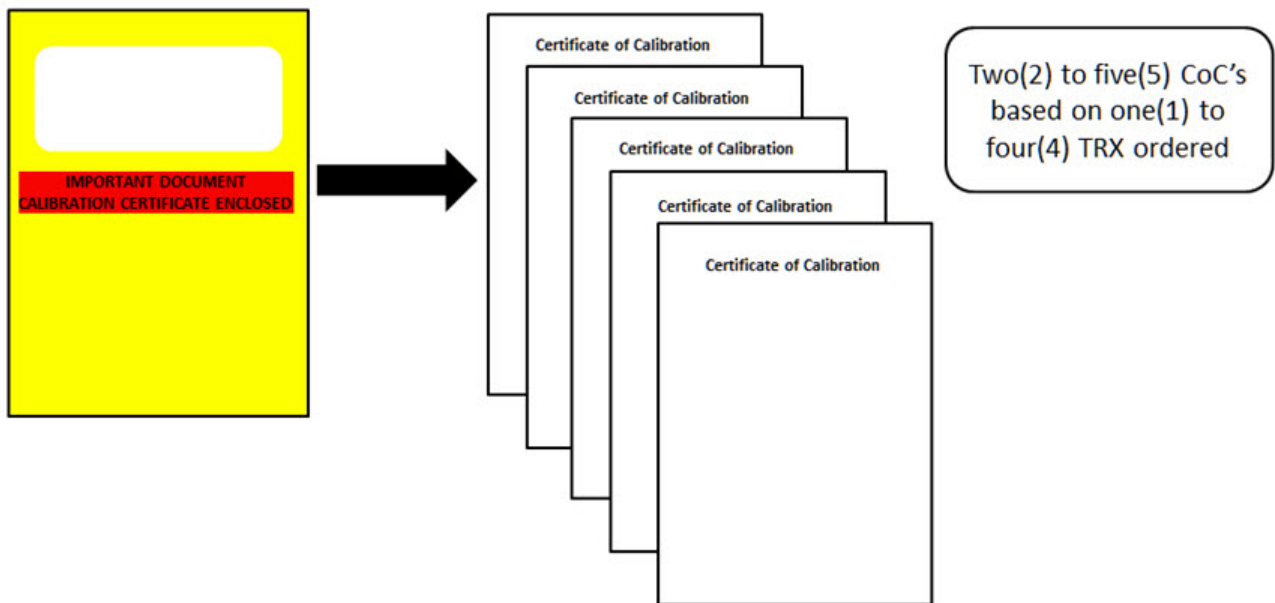 IMPORTANT DOCUMENT
CALIBRATION CERTIFICATE ENCLOSED
Certificate of Calibration
Certificate of Calibration
Certificate of Calibration
Certificate of Calibration
Certificate of Calibration
Two(2) to five(5) CoC's
based on one(1) to
four(4) TRX ordered